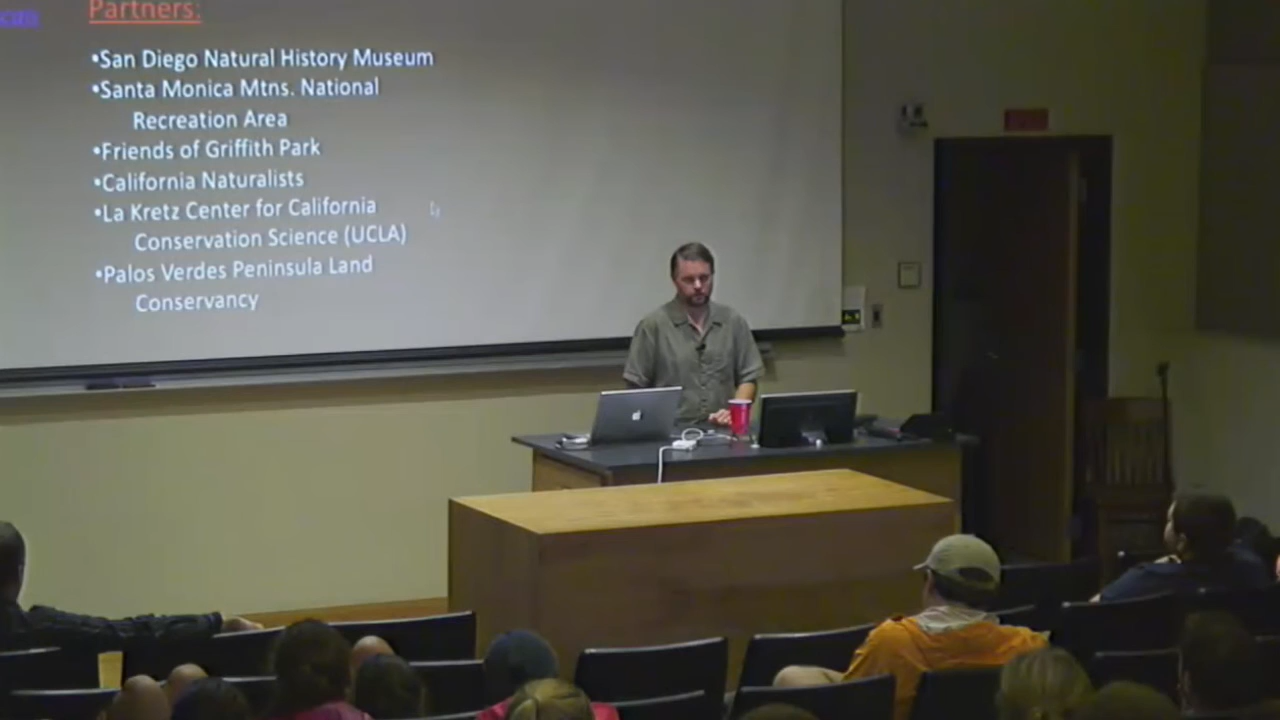 Partners:
•San Diego Natural History Museum
•Santa Monica Mtns. National
Recreation Area
•Friends of Griffith Park
•California Naturalists
•La Kretz Center for California
Conservation Science (UCLA)
•Palos Verdes Peninsula Land
Conservancy